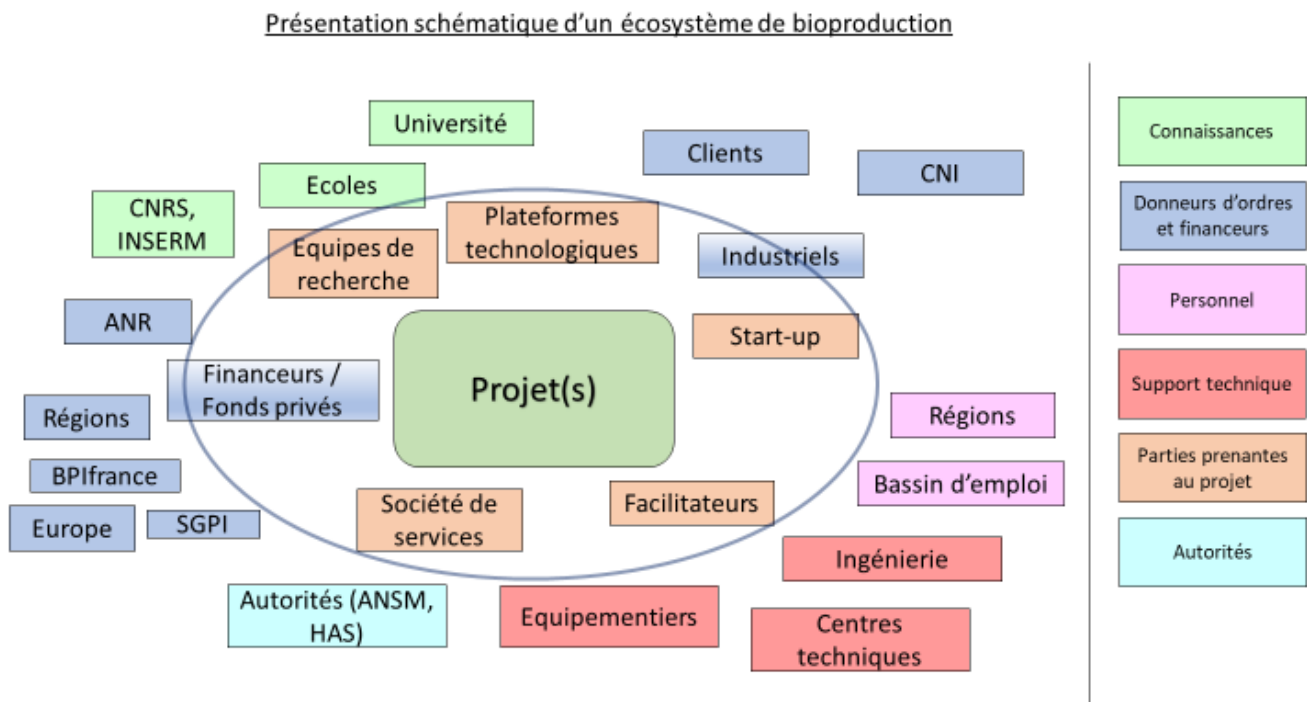 Présentation schématique d'un écosystème de bioproduction
Université
Clients
CNI
Ecoles
CNRS,
INSERM
Plateformes
technologiques
Equipes de
recherche
Industriels
ANR
Start-up
Financeurs /
Fonds privés
Projet(s)
Régions
Régions
BPIfrance
Bassin d'emploi
Europe
SGPI
Société de
services
Facilitateurs
Ingénierie
Autorités (ANSM,
HAS)
Equipementiers
Centres
techniques
Connaissances
Donneurs d'ordres
et financeurs
Personnel
Support technique
Parties prenantes
au projet
Autorités